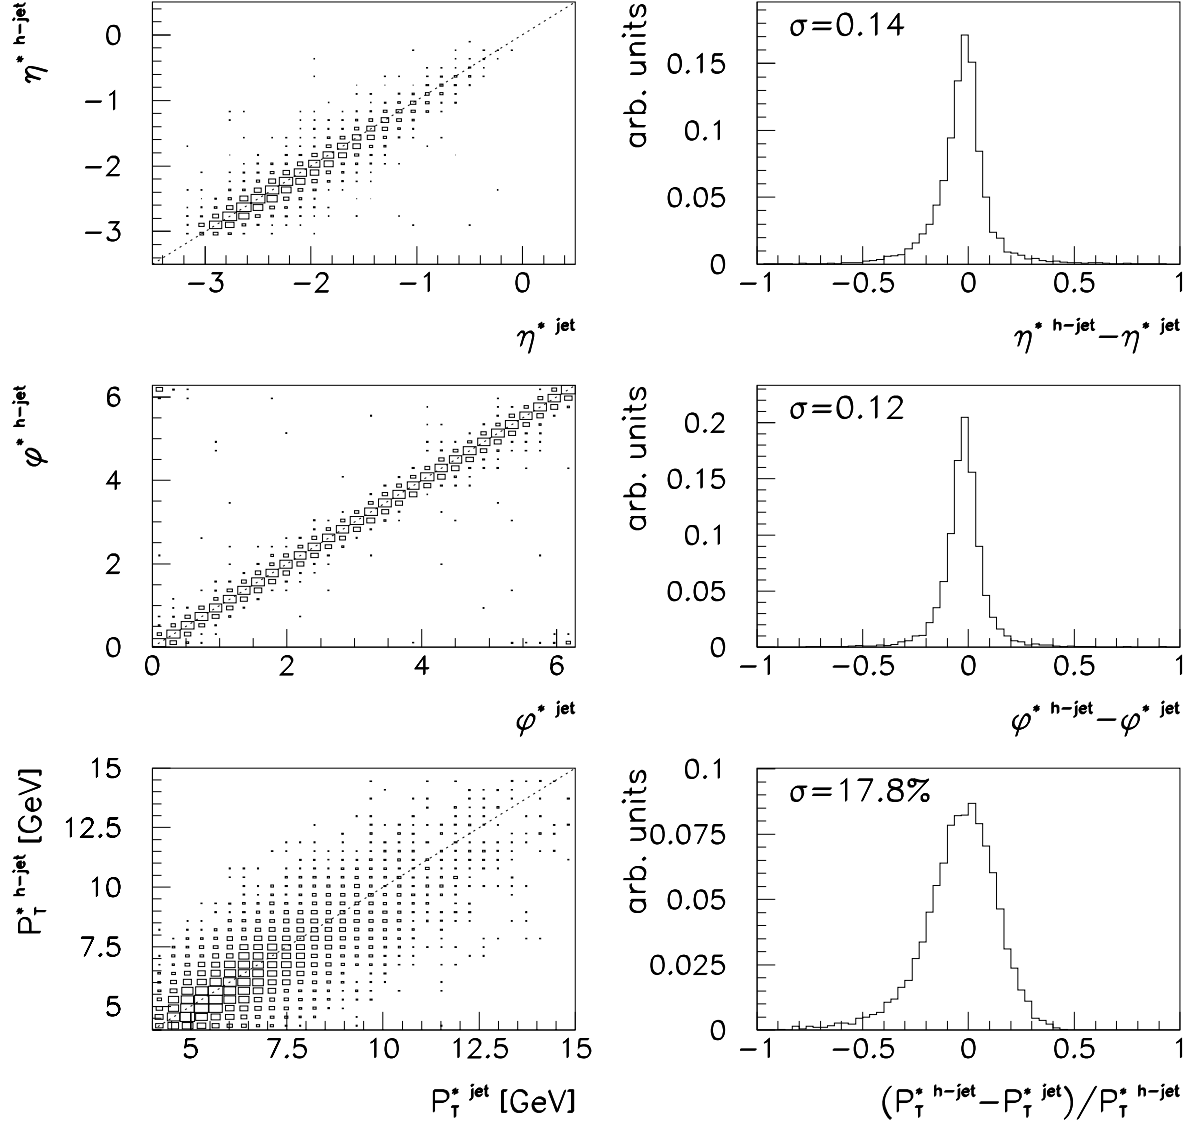 η* h-jet
0
−1
−2
−3
−3 −2 −1 0
η* jet
σ=0.14
arb. units
0.15
0.1
0.05
0
−1 −0.5 0 0.5 1
η* h-jet−η* jet
φ* h-jet
6
4
2
0
0 2 4 6
φ* jet
σ=0.12
arb. units
0.2
0.15
0.1
0.05
0
−1 −0.5 0 0.5 1
φ* h-jet−φ* jet
P_T* h-jet [GeV]
15
12.5
10
7.5
5
5 7.5 10 12.5 15
P_T* jet [GeV]
σ=17.8%
arb. units
0.1
0.075
0.05
0.025
0
−1 −0.5 0 0.5 1
(P_T* h-jet−P_T* jet)/P_T* h-jet